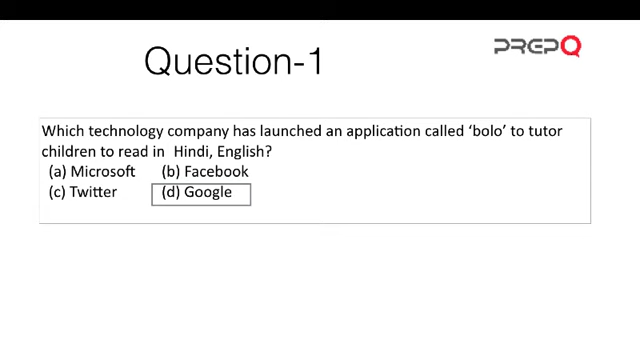 Question-1
PREPQ
Which technology company has launched an application called ‘bolo’ to tutor
children to read in Hindi, English?
(a) Microsoft (b) Facebook
(c) Twitter (d) Google